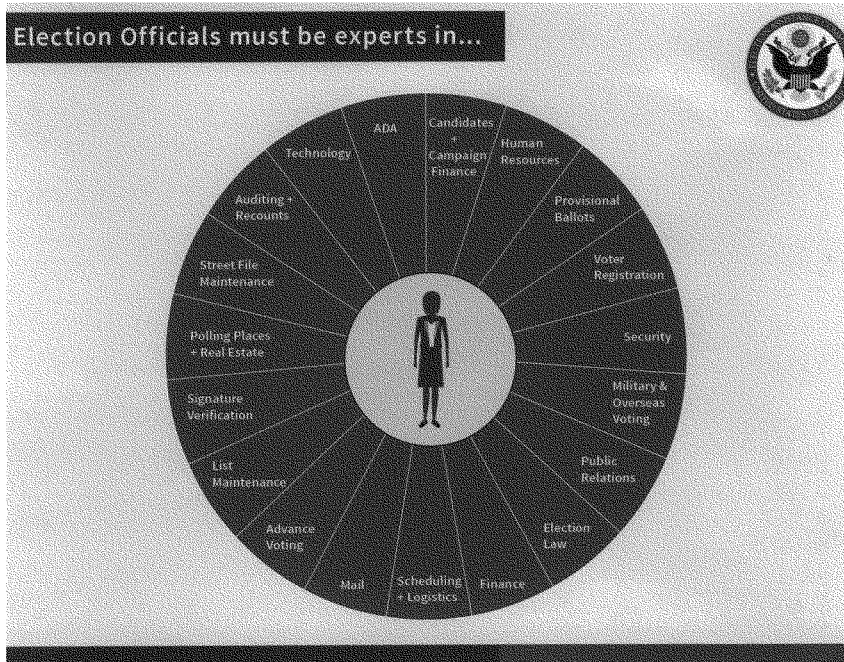 Election Officials must be experts in...
ADA
Candidates
+
Campaign
Finance
Human
Resources
Provisional
Ballots
Voter
Registration
Security
Military &
Overseas
Voting
Public
Relations
Election
Law
Finance
Scheduling
+ Logistics
Mail
Advance
Voting
List
Maintenance
Signature
Verification
Polling Places
+ Real Estate
Street File
Maintenance
Auditing +
Recounts
Technology